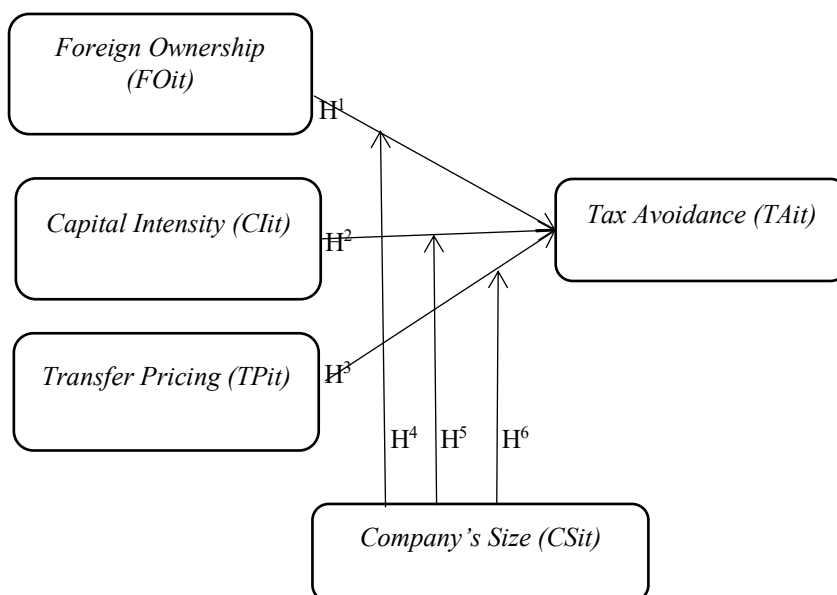 Foreign Ownership
(FOit)
H1
Capital Intensity (CIit)
H2
Tax Avoidance (TAit)
Transfer Pricing (TPit)
H3
H4
H5
H6
Company’s Size (CSit)